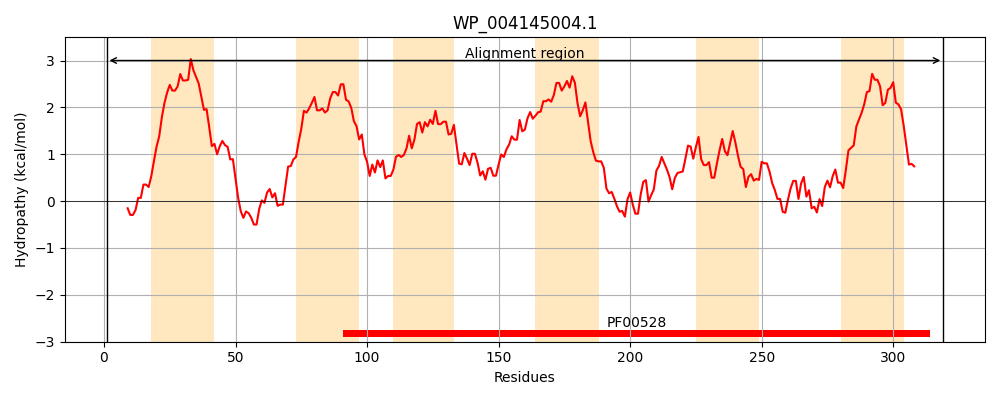 WP_004145004.1
Hydropathy (kcal/mol)
3
2
1
0
−1
−2
−3
Alignment region
PF00528
0 50 100 150 200 250 300
Residues